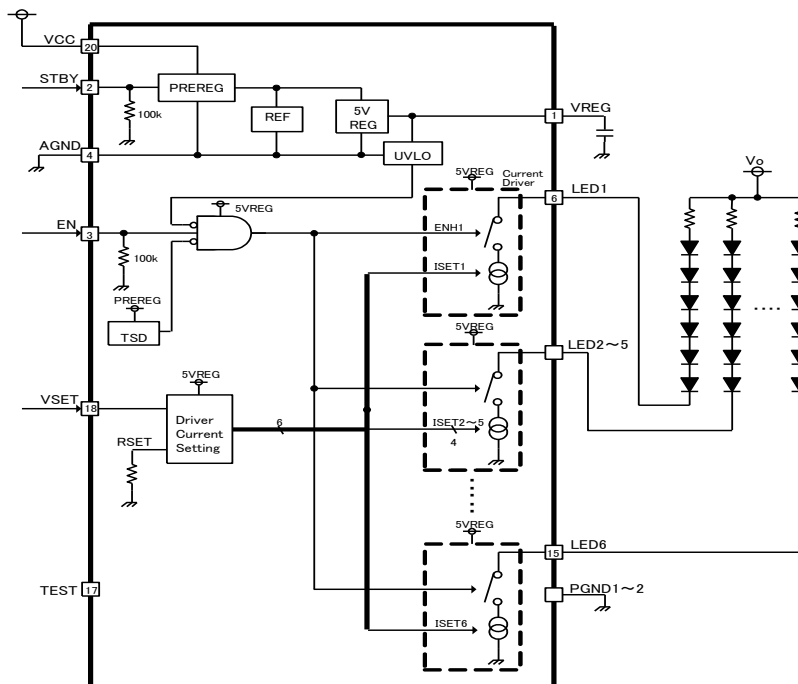 VCC
20
STBY
2
PREREG
100k
REF
5V
REG
1
VREG
AGND
4
UVLO
Vo
5VREG
Current
Driver
6
LED1
EN
3
5VREG
ENH1
100k
ISET1
PREREG
TSD
5VREG
LED2～5
VSET
18
5VREG
Driver
Current
Setting
6
ISET2～5
4
RSET
5VREG
15
LED6
TEST
17
PGND1～2
ISET6